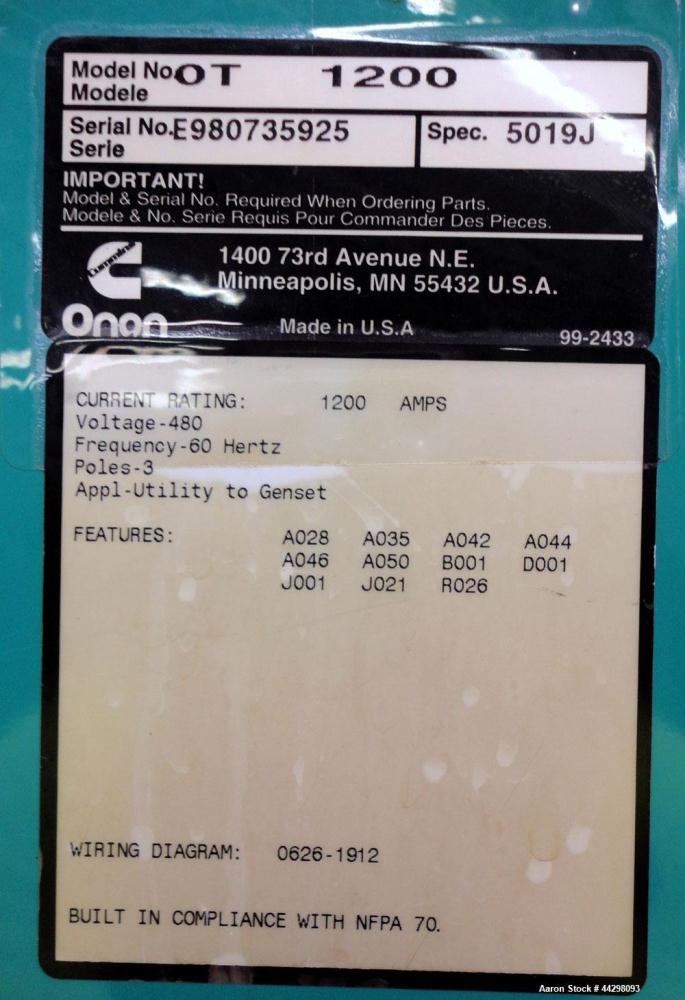 Model No. OT 1200
Modele
Serial No. E980735925
Serie
Spec. 5019J
IMPORTANT!
Model & Serial No. Required When Ordering Parts.
Modele & No. Serie Requis Pour Commander Des Pieces.
Cummins
1400 73rd Avenue N.E.
Minneapolis, MN 55432 U.S.A.
Onan
Made in U.S.A
99-2433
CURRENT RATING: 1200 AMPS
Voltage-480
Frequency-60 Hertz
Poles-3
Appl-Utility to Genset
FEATURES: A028 A035 A042 A044
A046 A050 B001 D001
J001 J021 R026
WIRING DIAGRAM: 0626-1912
BUILT IN COMPLIANCE WITH NFPA 70.
Aaron Stock # 44298093